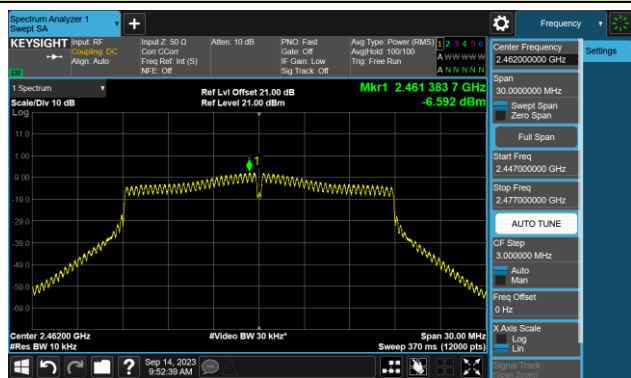 Spectrum Analyzer 1
Swept SA
+
Frequency
KEYSIGHT
Input: RF
Coupling: DC
Align: Auto
Input Z: 50 Ω
Corr CCorr
Freq Ref: Int (S)
NFE: Off
Atten: 10 dB
PNO: Fast
Gate: Off
IF Gain: Low
Sig Track: Off
Avg Type: Power (RMS)
Avg|Hold: 100/100
Trig: Free Run
1 2 3 4 5 6
A W W W W W
A N N N N N
LV
1 Spectrum
Scale/Div 10 dB
Log
Ref Lvl Offset 21.00 dB
Ref Level 21.00 dBm
Mkr1 2.461 383 7 GHz
-6.592 dBm
11.0
1.00
-9.00
-19.0
-29.0
-39.0
-49.0
-59.0
-69.0
1
Center 2.46200 GHz
#Res BW 10 kHz
#Video BW 30 kHz*
Span 30.00 MHz
Sweep 370 ms (12000 pts)
Sep 14, 2023
9:52:39 AM
?
Center Frequency
2.462000000 GHz
Settings
Span
30.0000000 MHz
Swept Span
Zero Span
Full Span
Start Freq
2.447000000 GHz
Stop Freq
2.477000000 GHz
AUTO TUNE
CF Step
3.000000 MHz
Auto
Man
Freq Offset
0 Hz
X Axis Scale
Log
Lin
Signal Track
(Span Zoom)